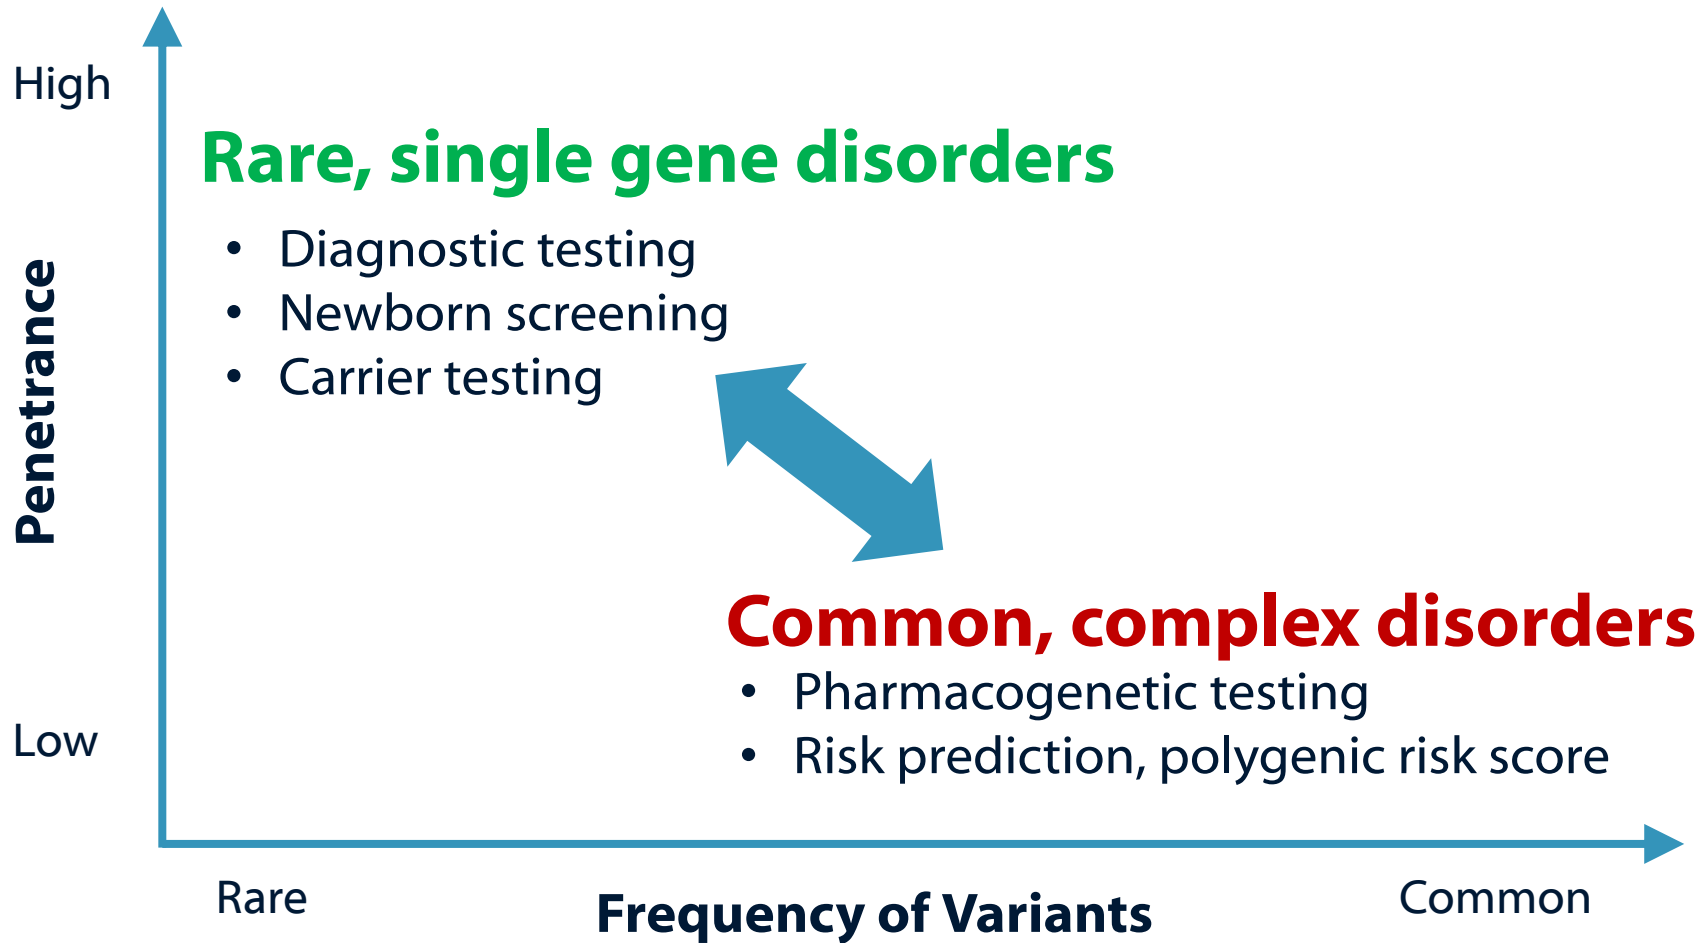 High
Rare, single gene disorders
• Diagnostic testing
• Newborn screening
• Carrier testing
Penetrance
Common, complex disorders
• Pharmacogenetic testing
• Risk prediction, polygenic risk score
Low
Rare
Frequency of Variants
Common